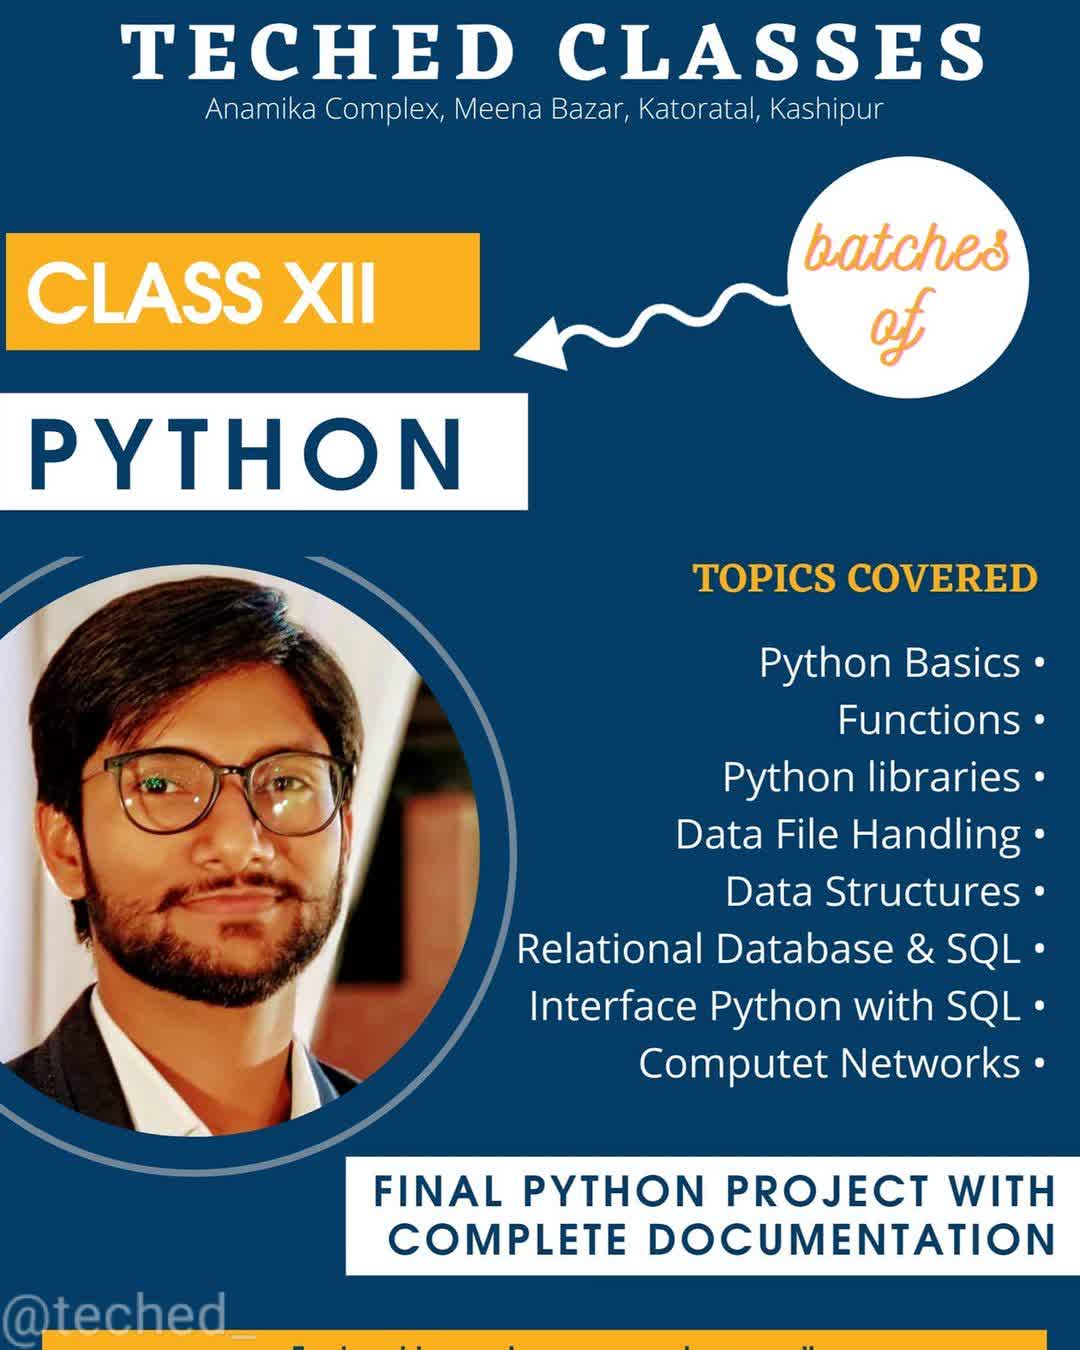 TECHED CLASSES
Anamika Complex, Meena Bazar, Katoratal, Kashipur
batches
of
CLASS XII
PYTHON
TOPICS COVERED
Python Basics •
Functions •
Python libraries •
Data File Handling •
Data Structures •
Relational Database & SQL •
Interface Python with SQL •
Computet Networks •
FINAL PYTHON PROJECT WITH
COMPLETE DOCUMENTATION
@teched_